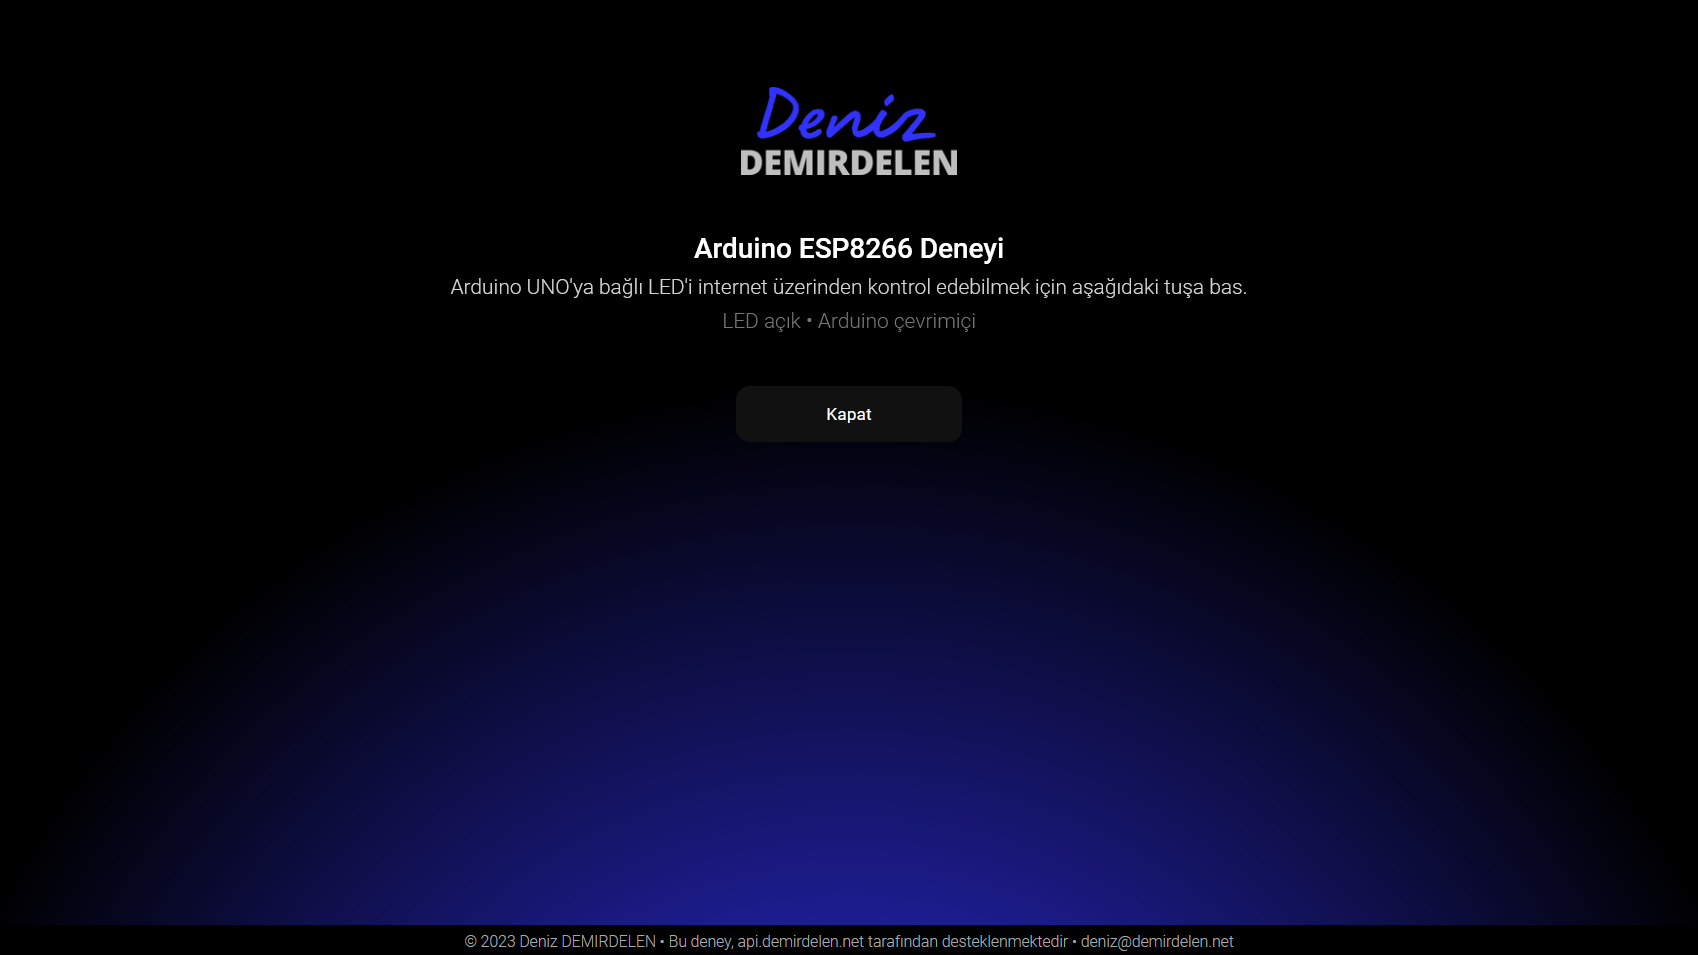 Deniz
DEMIRDELEN
Arduino ESP8266 Deneyi
Arduino UNO'ya bağlı LED'i internet üzerinden kontrol edebilmek için aşağıdaki tuşa bas.
LED açık • Arduino çevrimiçi
Kapat
© 2023 Deniz DEMIRDELEN • Bu deney, api.demirdelen.net tarafından desteklenmektedir • deniz@demirdelen.net